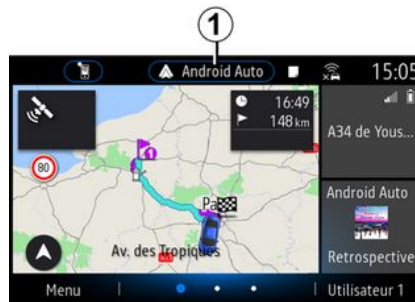 1
Android Auto
15:05
16:49
148 km
A34 de Yous...
80
Pa
Android Auto
Av. des Tropiques
Retrospective
Menu
Utilisateur 1